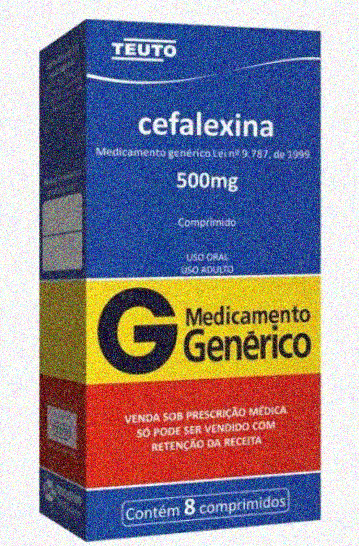 TEUTO
cefalexina
Medicamento genérico Lei nº 9.787, de 1999
500mg
Comprimido
USO ORAL
USO ADULTO
G Medicamento
Genérico
VENDA SOB PRESCRIÇÃO MÉDICA
SÓ PODE SER VENDIDO COM
RETENÇÃO DA RECEITA
Contém 8 comprimidos